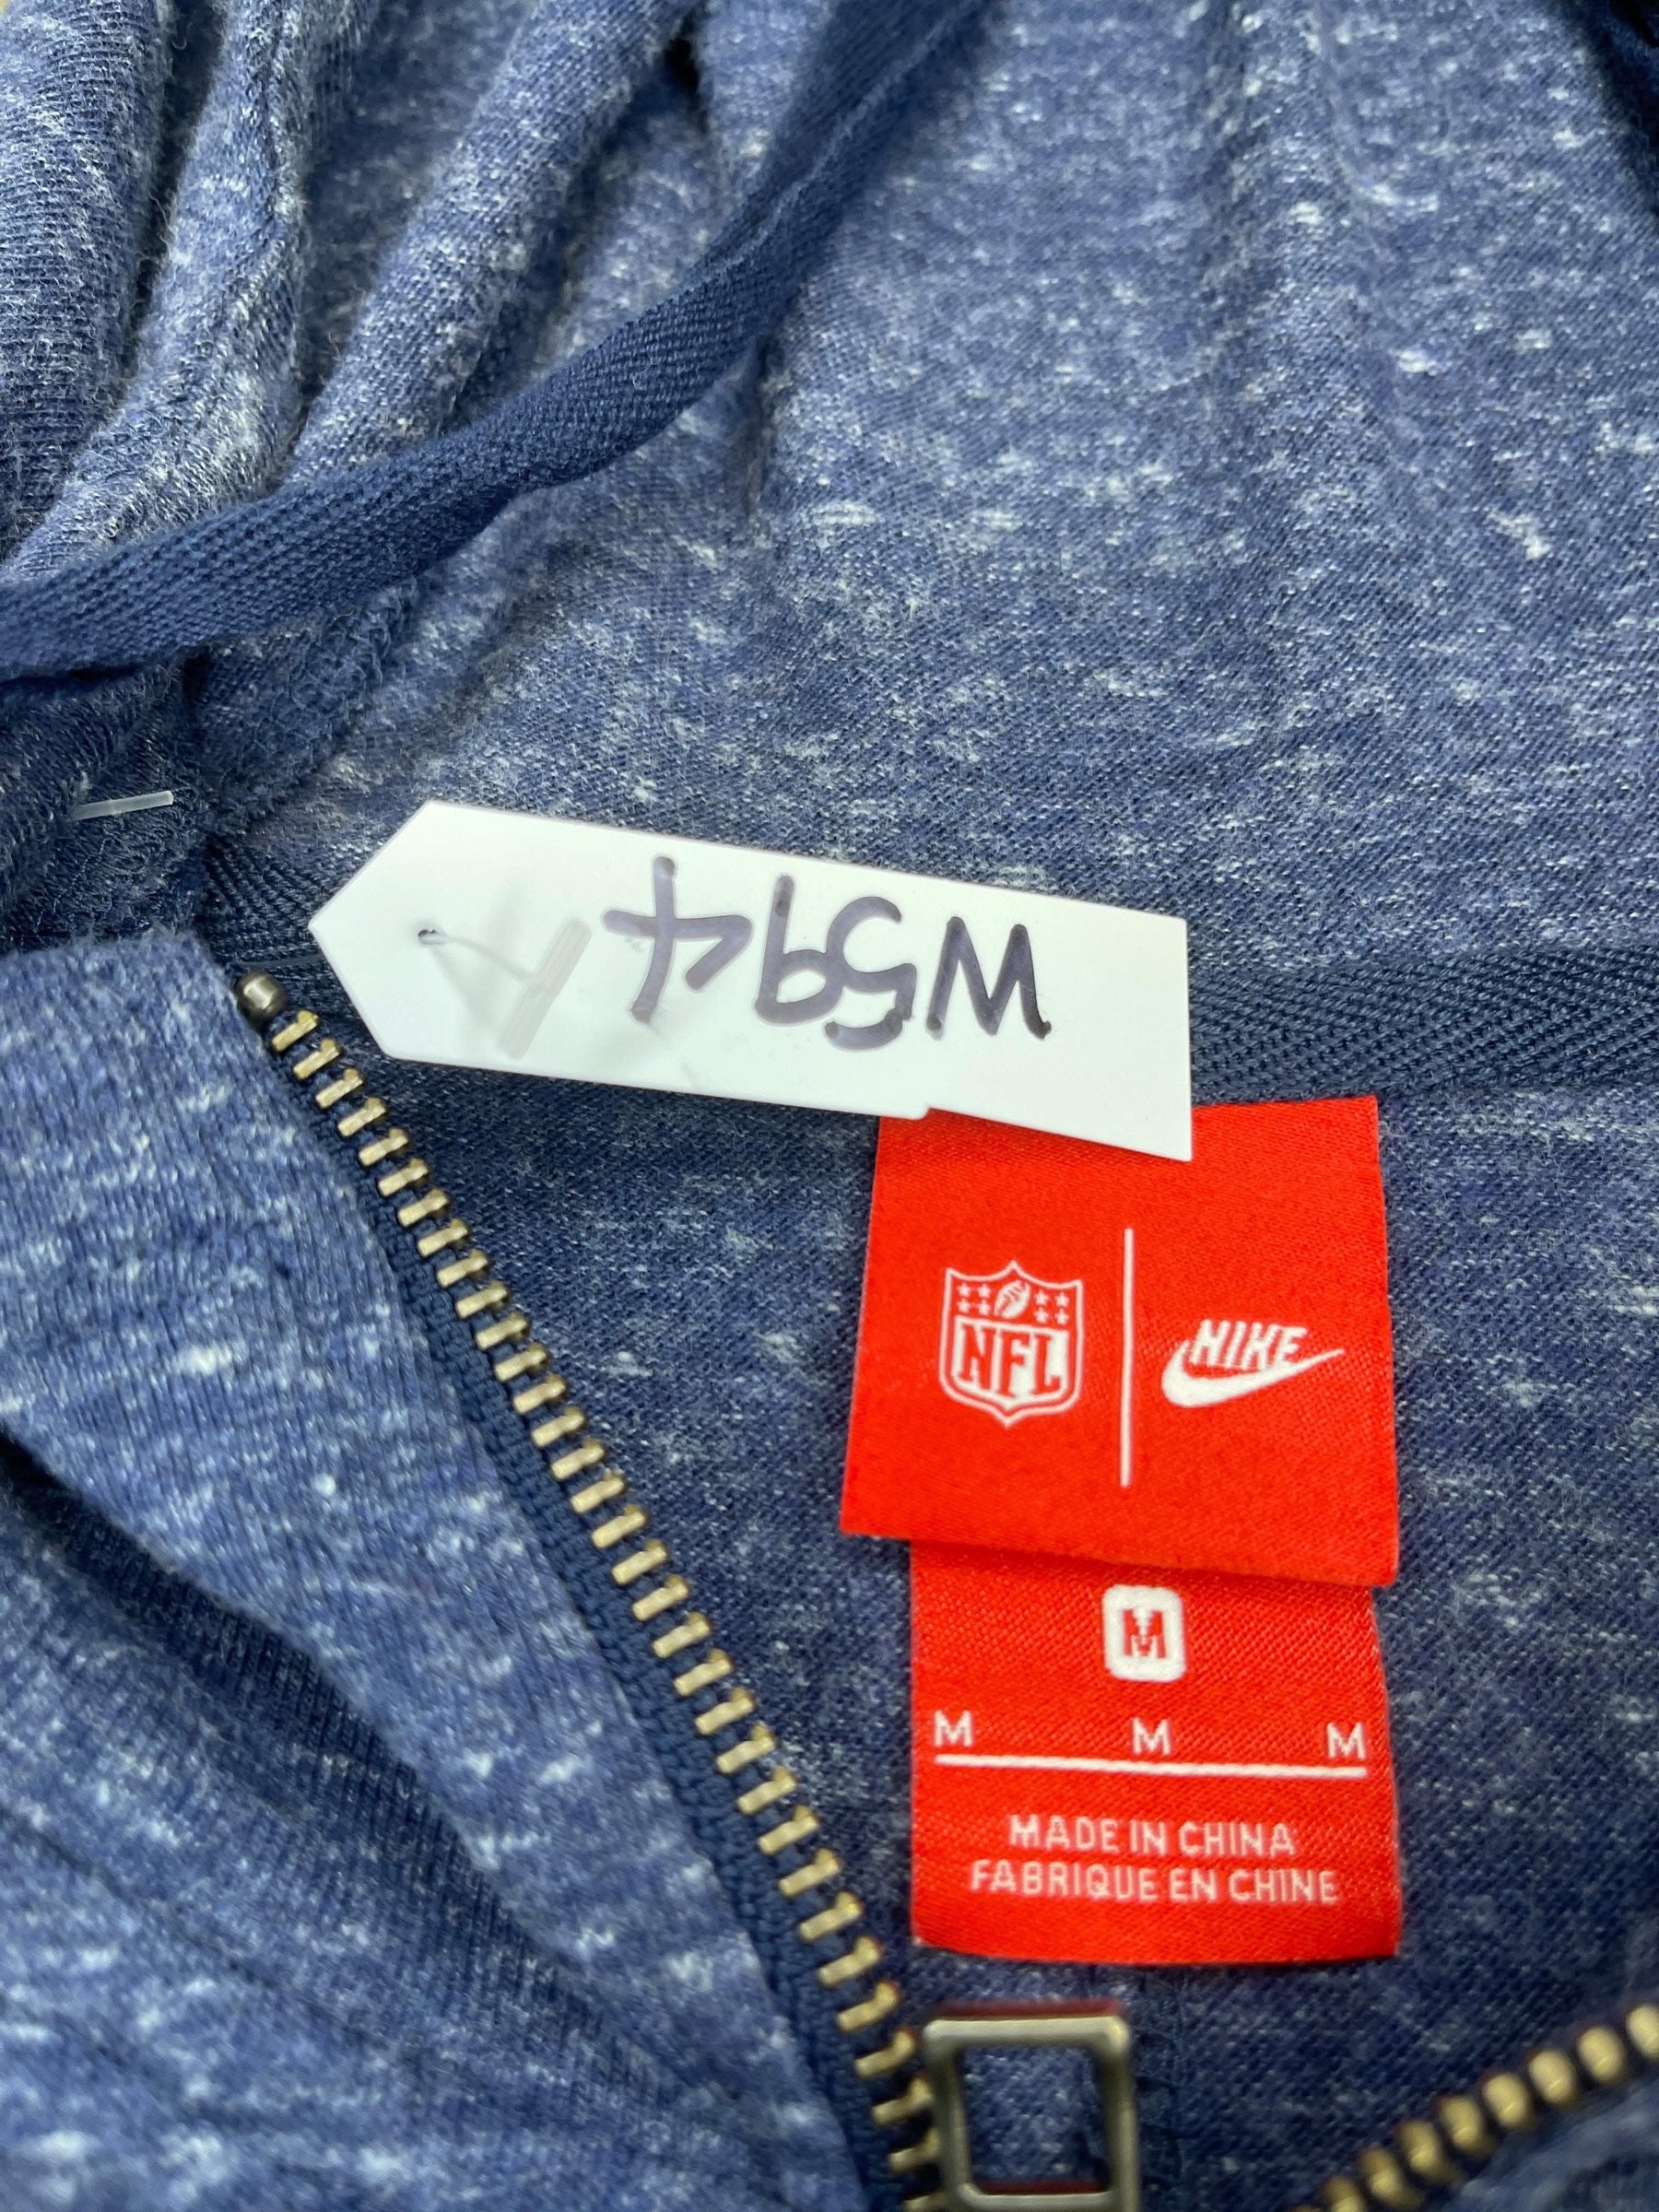 W594
NFL
NIKE
M
M M M
MADE IN CHINA
FABRIQUE EN CHINE